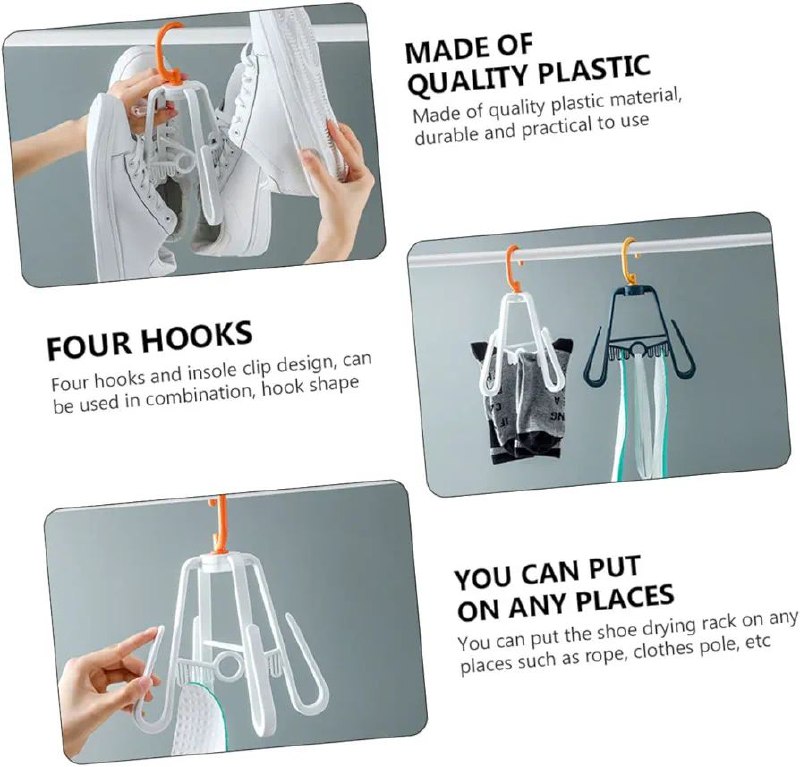 MADE OF
QUALITY PLASTIC
Made of quality plastic material,
durable and practical to use
FOUR HOOKS
Four hooks and insole clip design, can
be used in combination, hook shape
YOU CAN PUT
ON ANY PLACES
You can put the shoe drying rack on any
places such as rope, clothes pole, etc